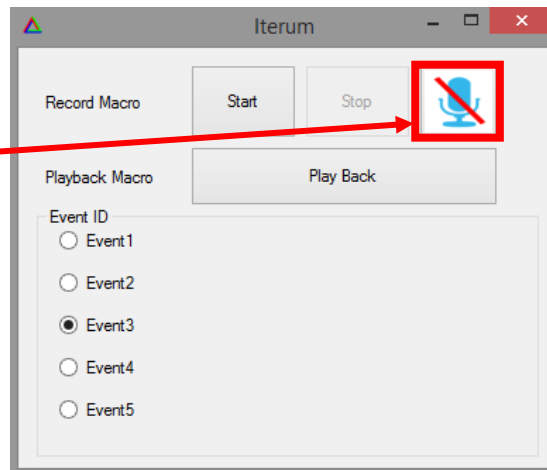 Iterum
Record Macro Start Stop
Playback Macro Play Back
Event ID
Event1
Event2
Event3
Event4
Event5